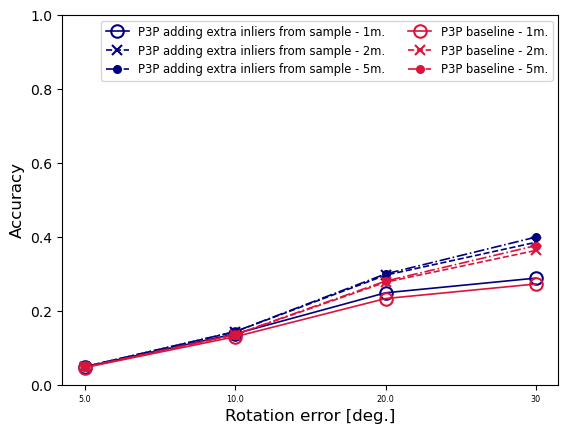 1.0
0.8
0.6
0.4
0.2
0.0
Accuracy
P3P adding extra inliers from sample - 1m.
P3P adding extra inliers from sample - 2m.
P3P adding extra inliers from sample - 5m.
P3P baseline - 1m.
P3P baseline - 2m.
P3P baseline - 5m.
5.0 10.0 20.0 30
Rotation error [deg.]